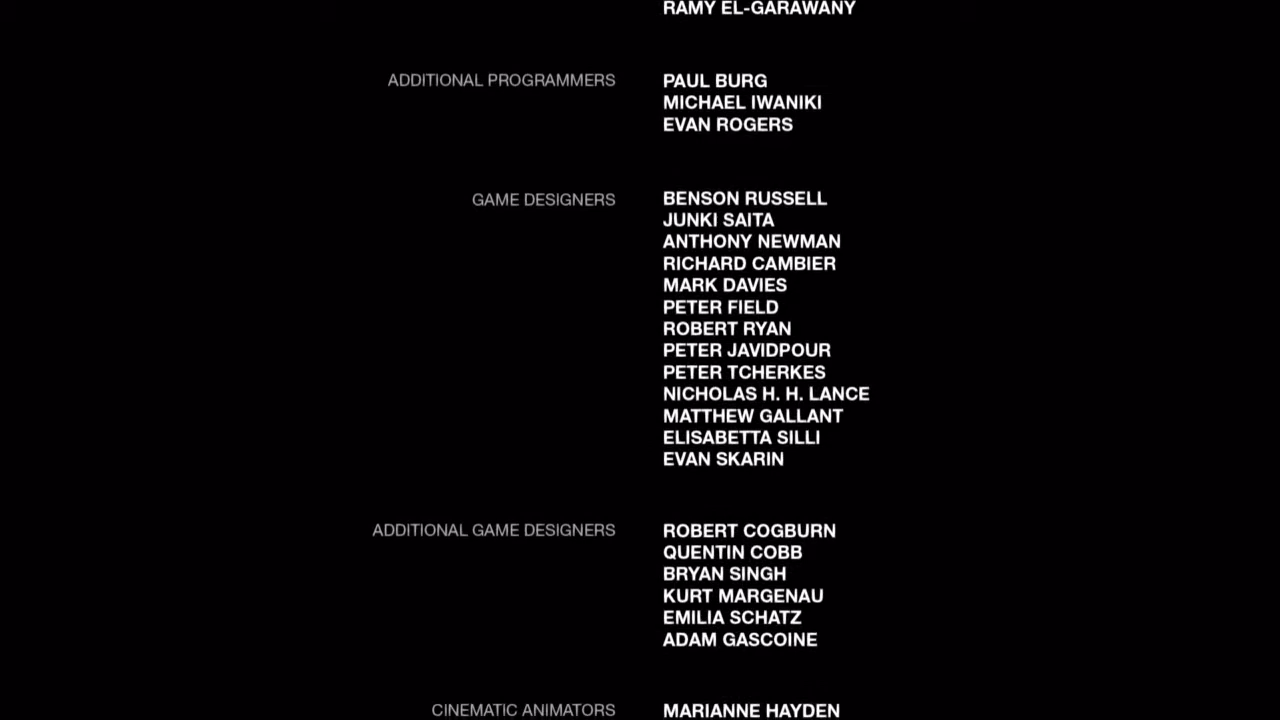 RAMY EL-GARAWANY
ADDITIONAL PROGRAMMERS PAUL BURG
MICHAEL IWANIKI
EVAN ROGERS
GAME DESIGNERS BENSON RUSSELL
JUNKI SAITA
ANTHONY NEWMAN
RICHARD CAMBIER
MARK DAVIES
PETER FIELD
ROBERT RYAN
PETER JAVIDPOUR
PETER TCHERKES
NICHOLAS H. H. LANCE
MATTHEW GALLANT
ELISABETTA SILLI
EVAN SKARIN
ADDITIONAL GAME DESIGNERS ROBERT COGBURN
QUENTIN COBB
BRYAN SINGH
KURT MARGENAU
EMILIA SCHATZ
ADAM GASCOINE
CINEMATIC ANIMATORS MARIANNE HAYDEN